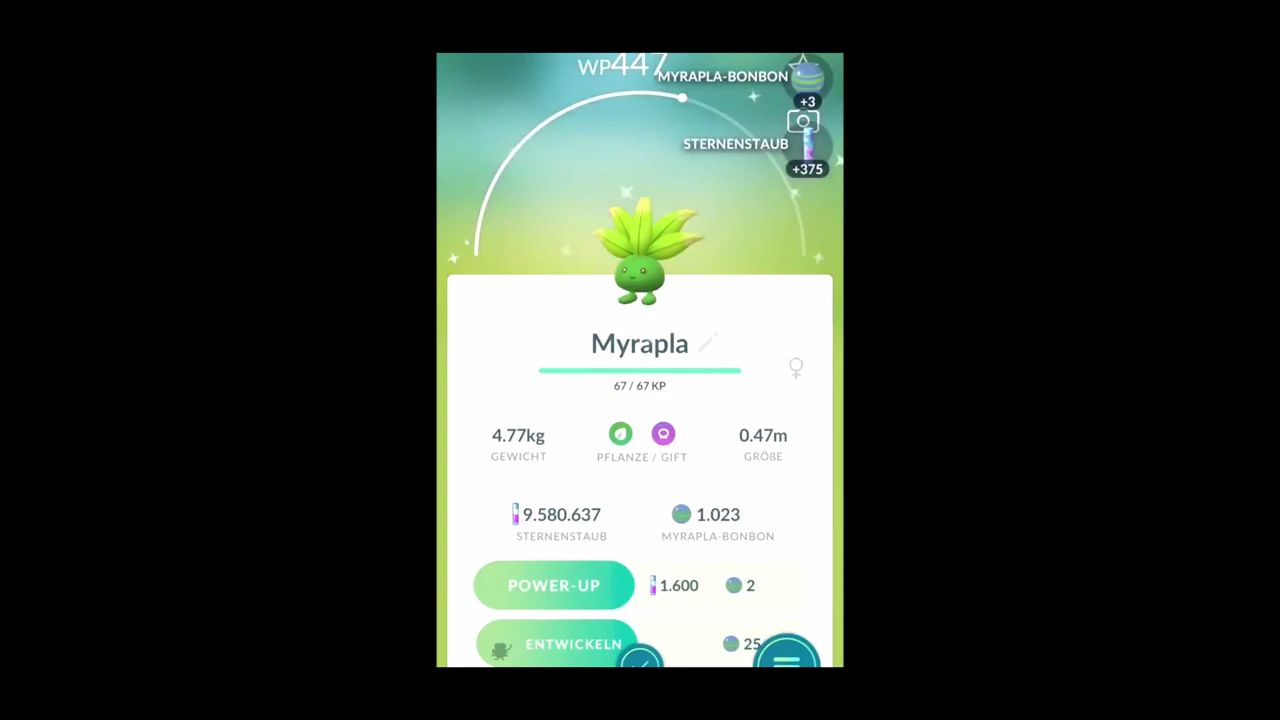 WP447
MYRAPLA-BONBON
+3
STERNENSTAUB
+375
Myrapla
67 / 67 KP
4.77kg
GEWICHT
PFLANZE / GIFT
0.47m
GRÖßE
9.580.637
STERNENSTAUB
1.023
MYRAPLA-BONBON
POWER-UP 1.600 2
ENTWICKELN 25